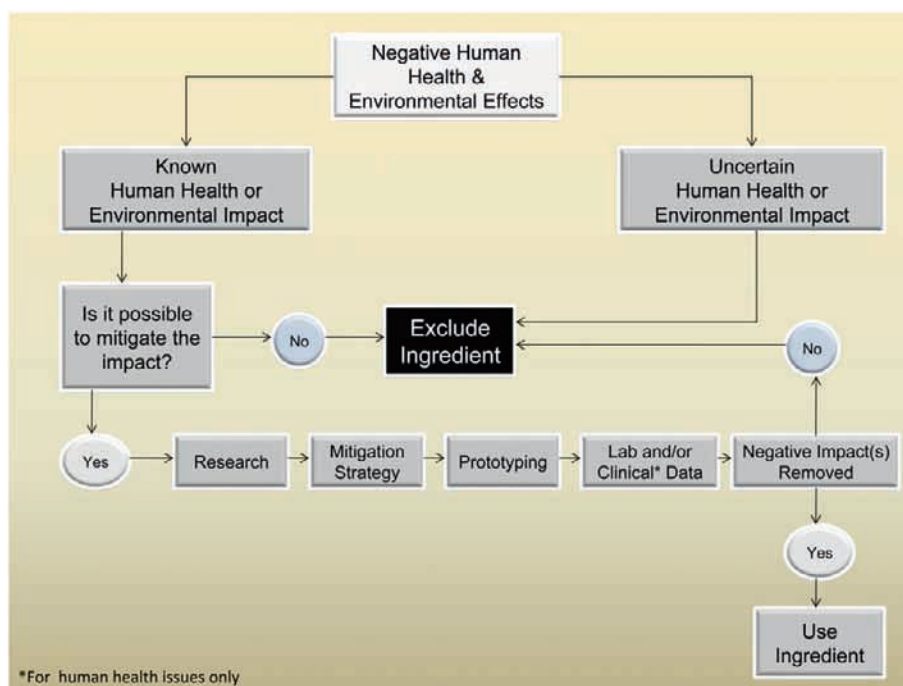 Negative Human
Health &
Environmental Effects
Known
Human Health or
Environmental Impact
Uncertain
Human Health or
Environmental Impact
Is it possible
to mitigate the
impact?
No
Exclude
Ingredient
No
Yes
Research
Mitigation
Strategy
Prototyping
Lab and/or
Clinical* Data
Negative Impact(s)
Removed
Yes
Use
Ingredient
*For human health issues only